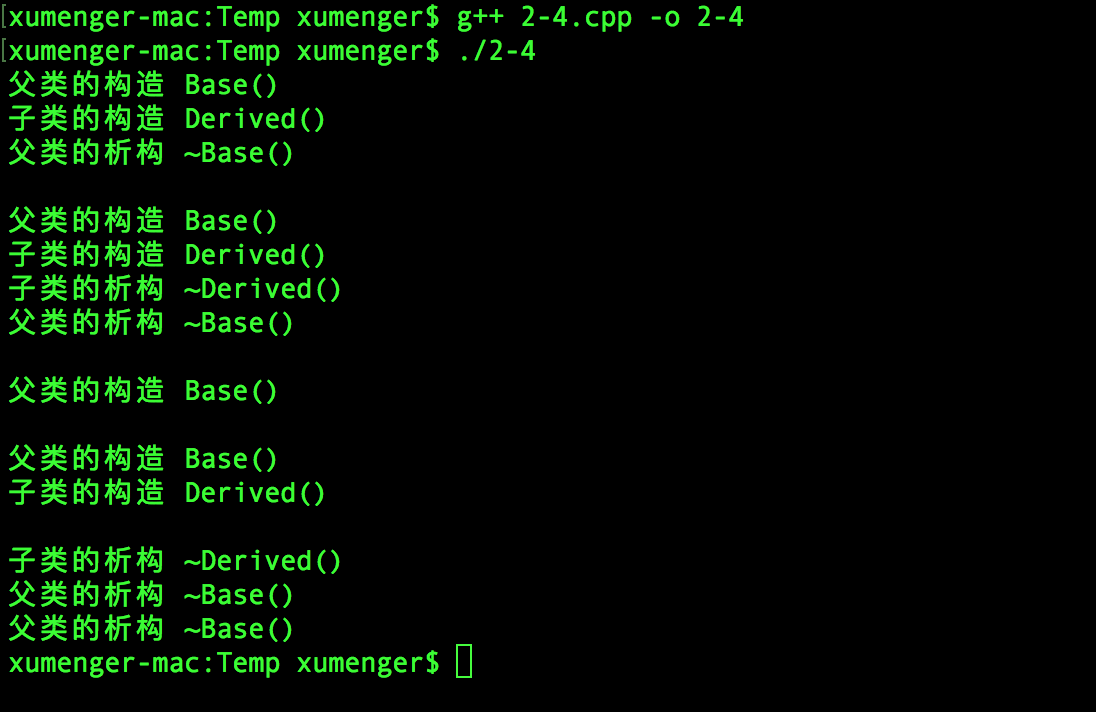 xumenger-mac:Temp xumenger$ g++ 2-4.cpp -o 2-4
xumenger-mac:Temp xumenger$ ./2-4
父类的构造 Base()
子类的构造 Derived()
父类的析构 ~Base()
父类的构造 Base()
子类的构造 Derived()
子类的析构 ~Derived()
父类的析构 ~Base()
父类的构造 Base()
父类的构造 Base()
子类的构造 Derived()
子类的析构 ~Derived()
父类的析构 ~Base()
父类的析构 ~Base()
xumenger-mac:Temp xumenger$